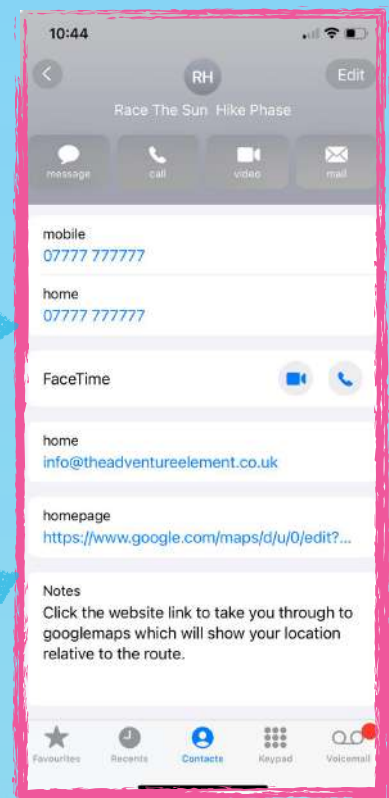 10:44
Edit
RH
Race The Sun Hike Phase
message call video mail
mobile
07777 777777
home
07777 777777
FaceTime
home
info@theadventureelement.co.uk
homepage
https://www.google.com/maps/d/u/0/edit?...
Notes
Click the website link to take you through to
googlemaps which will show your location
relative to the route.
Favourites Recents Contacts Keypad Voicemail